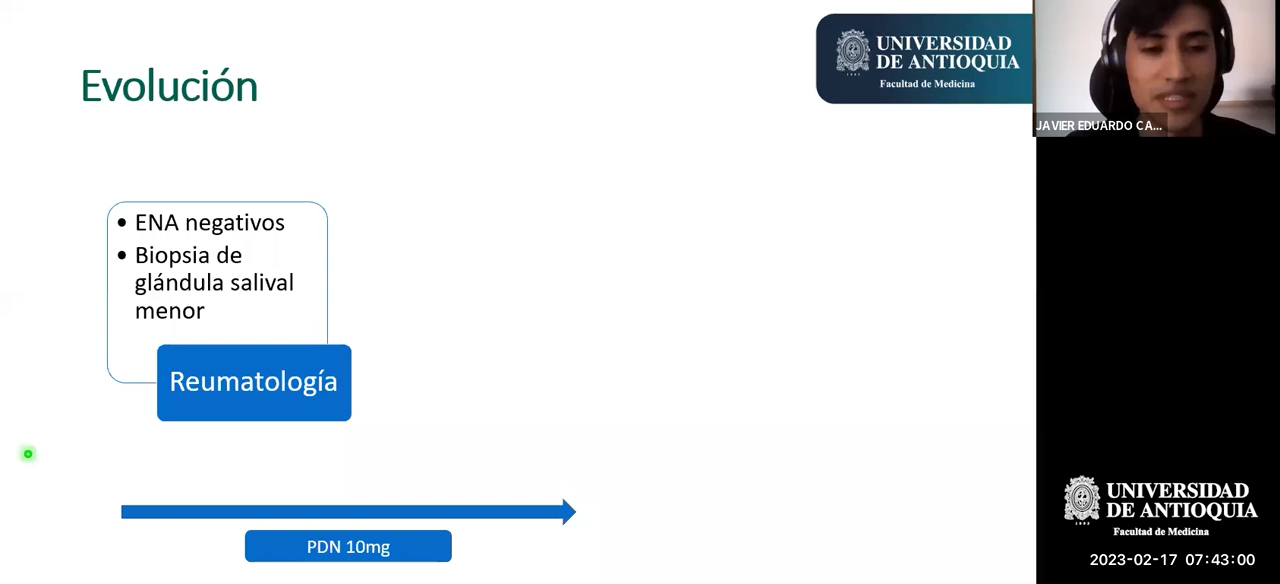 Evolución
UNIVERSIDAD
DE ANTIOQUIA
Facultad de Medicina
JAVIER EDUARDO CA...
• ENA negativos
• Biopsia de
glándula salival
menor
Reumatología
PDN 10mg
UNIVERSIDAD
DE ANTIOQUIA
Facultad de Medicina
2023-02-17 07:43:00